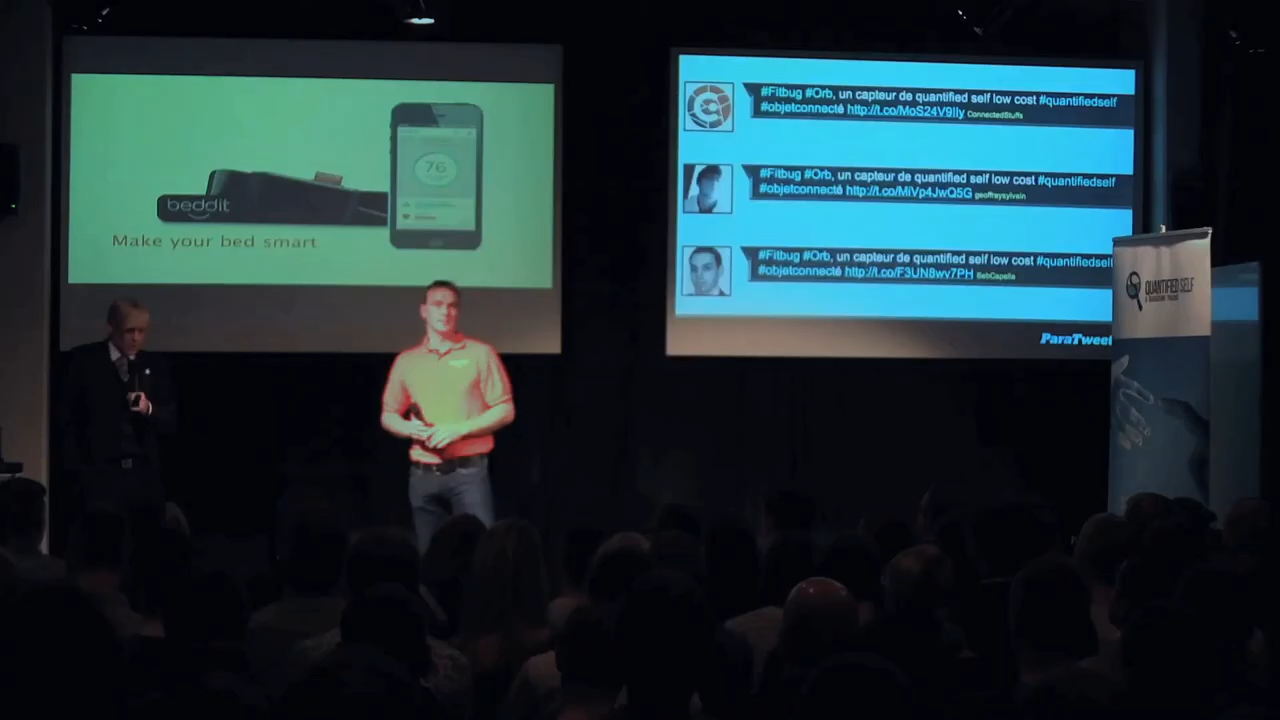 76
beddit
Make your bed smart
#Fitbug #Orb, un capteur de quantified self low cost #quantifiedself
#objetconnecté http://t.co/MoS24V9Ily ConnectedStuffs
#Fitbug #Orb, un capteur de quantified self low cost #quantifiedself
#objetconnecté http://t.co/MiVp4JwQ5G geoffreysylvain
#Fitbug #Orb, un capteur de quantified self low cost #quantifiedself
#objetconnecté http://t.co/F3UN8wv7PH SebCapella
ParaTweet
QUANTIFIED SELF